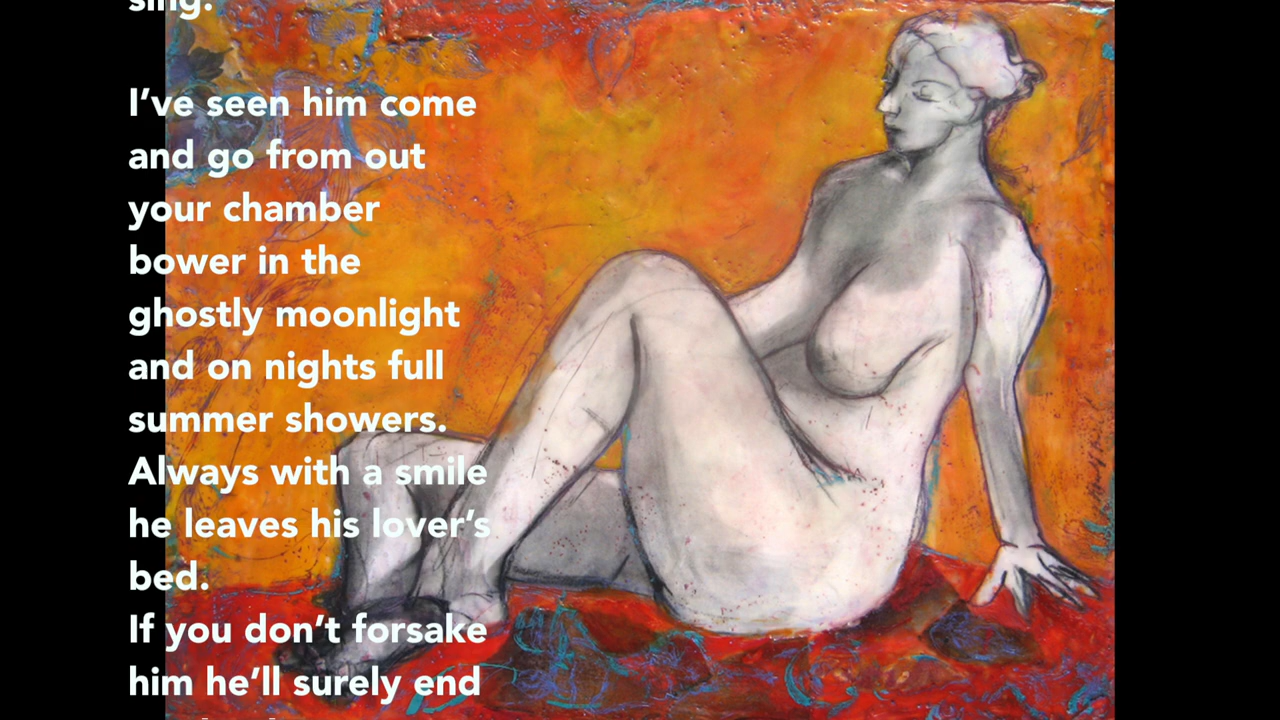 sing.
I’ve seen him come
and go from out
your chamber
bower in the
ghostly moonlight
and on nights full
summer showers.
Always with a smile
he leaves his lover’s
bed.
If you don’t forsake
him he’ll surely end